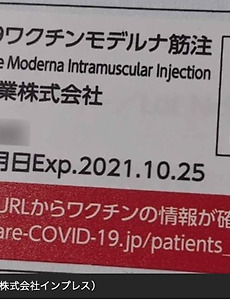 9ワクチンモデルナ筋注
e Moderna Intramuscular Injection
業株式会社
月日Exp.2021.10.25
URLからワクチンの情報が確
are-COVID-19.jp/patients_
株式会社インプレス）